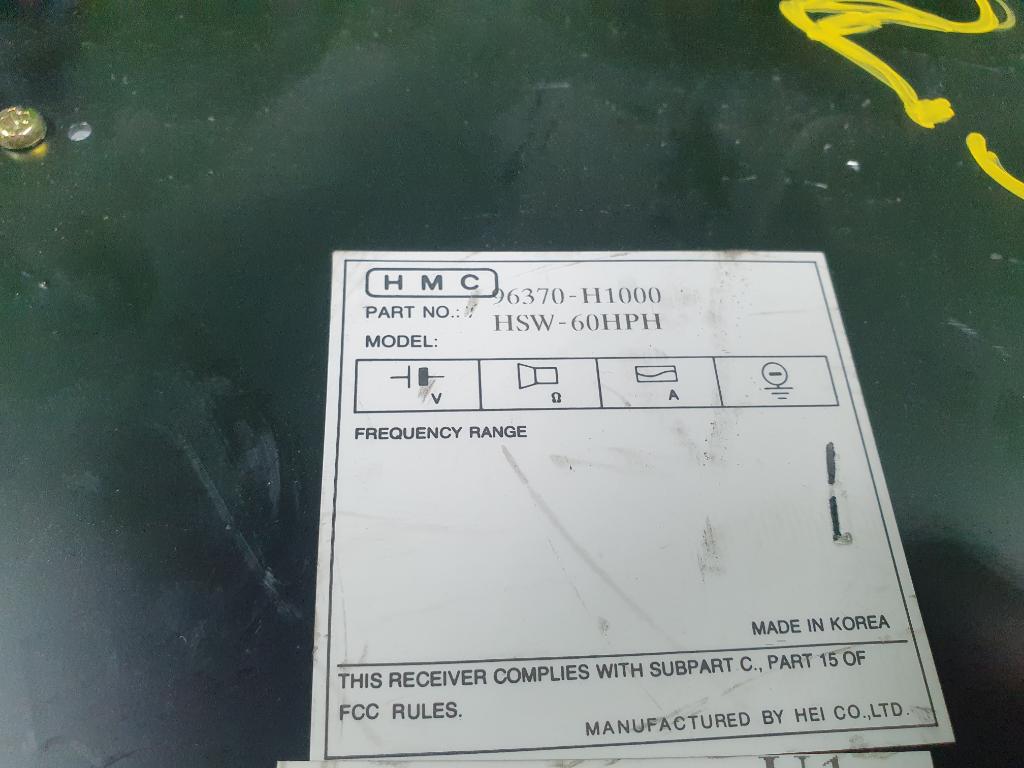 HMC
PART NO.: 96370-H1000
MODEL: HSW-60HPH
V Ω A
FREQUENCY RANGE
MADE IN KOREA
THIS RECEIVER COMPLIES WITH SUBPART C., PART 15 OF
FCC RULES.
MANUFACTURED BY HEI CO.,LTD.